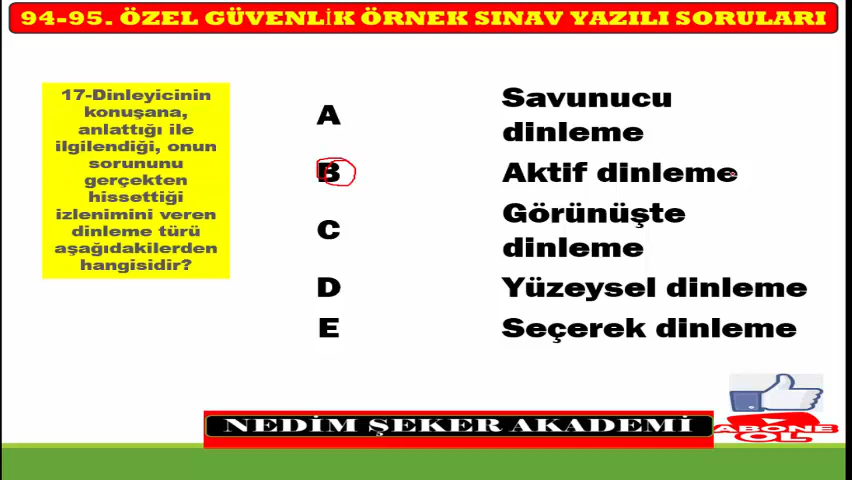 94-95. ÖZEL GÜVENLİK ÖRNEK SINAV YAZILI SORULARI
17-Dinleyicinin
konuşana,
anlattığı ile
ilgilendiği, onun
sorununu
gerçekten
hissettiği
izlenimini veren
dinleme türü
aşağıdakilerden
hangisidir?
A
Savunucu
dinleme
B
Aktif dinleme
C
Görünüşte
dinleme
D
Yüzeysel dinleme
E
Seçerek dinleme
NEDİM ŞEKER AKADEMİ
ABONE
OL